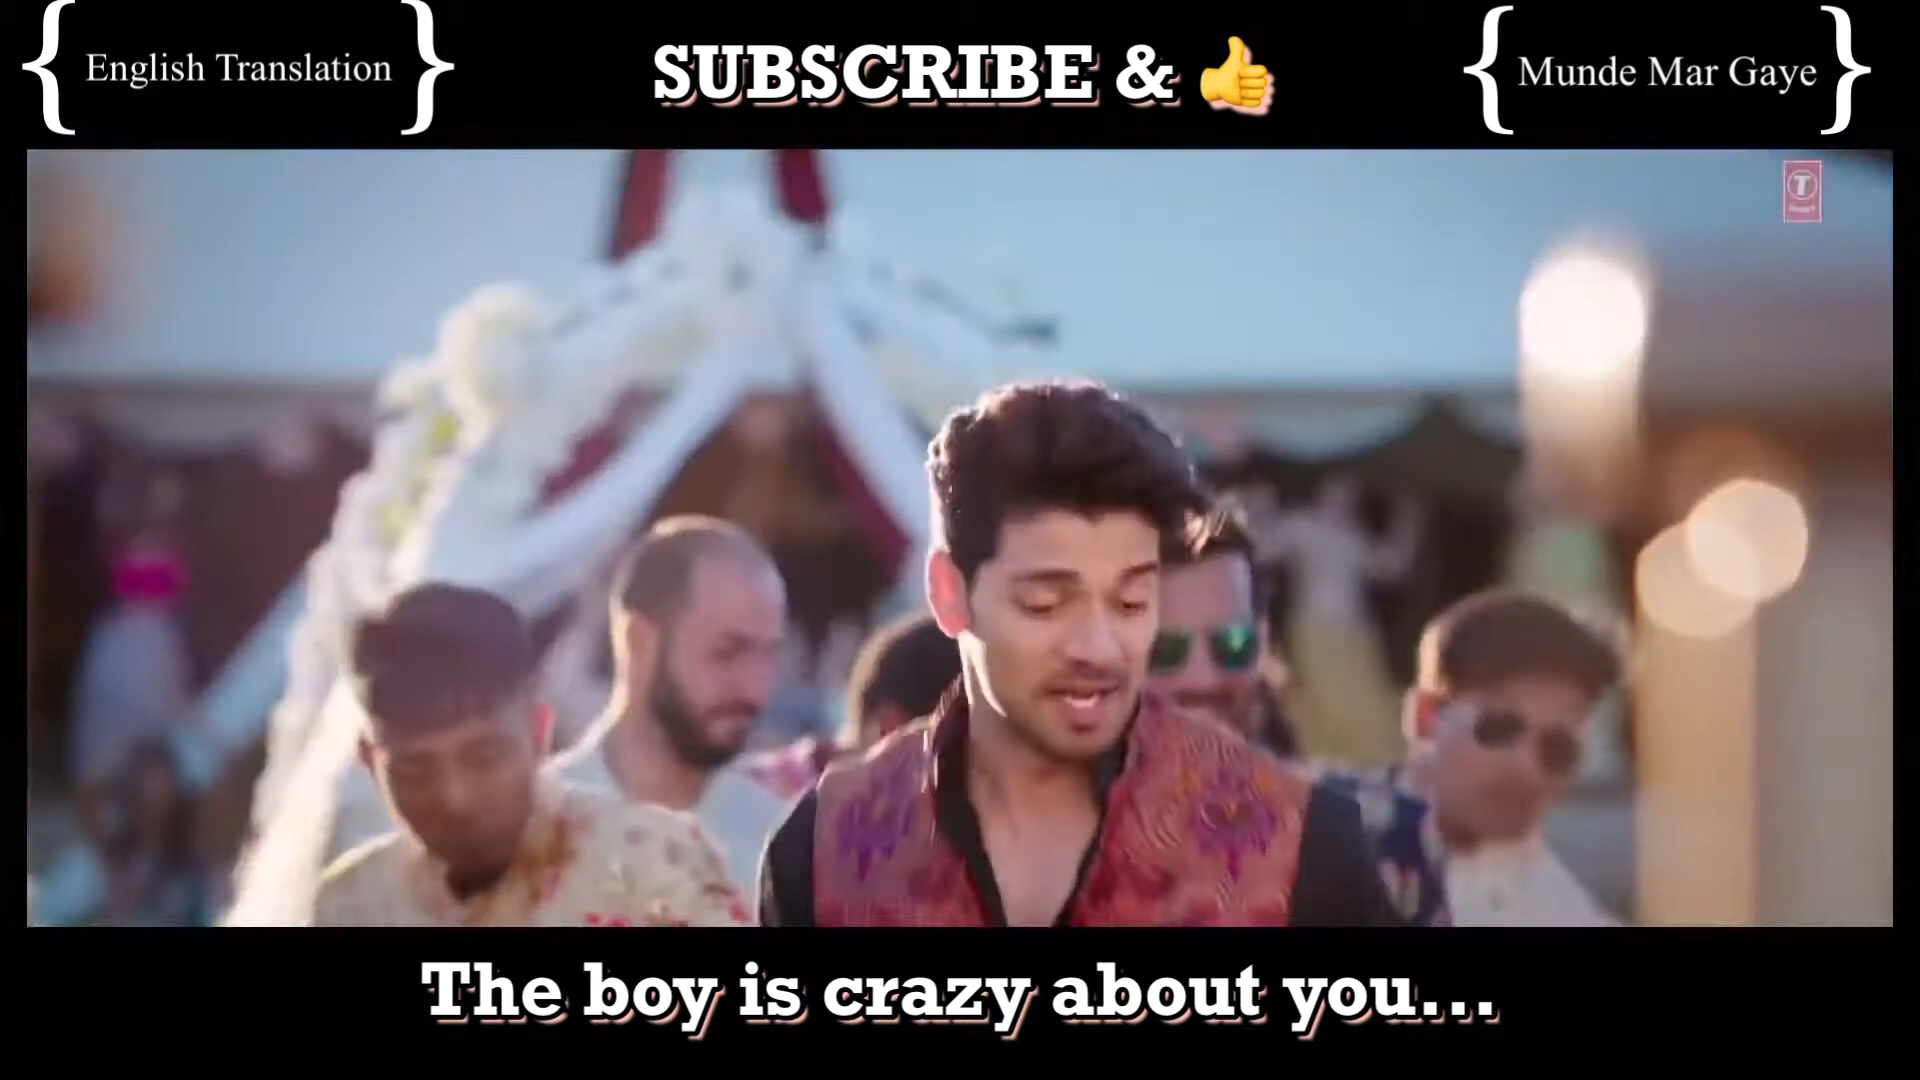 { English Translation }
SUBSCRIBE & 👍
{ Munde Mar Gaye }
T
The boy is crazy about you...